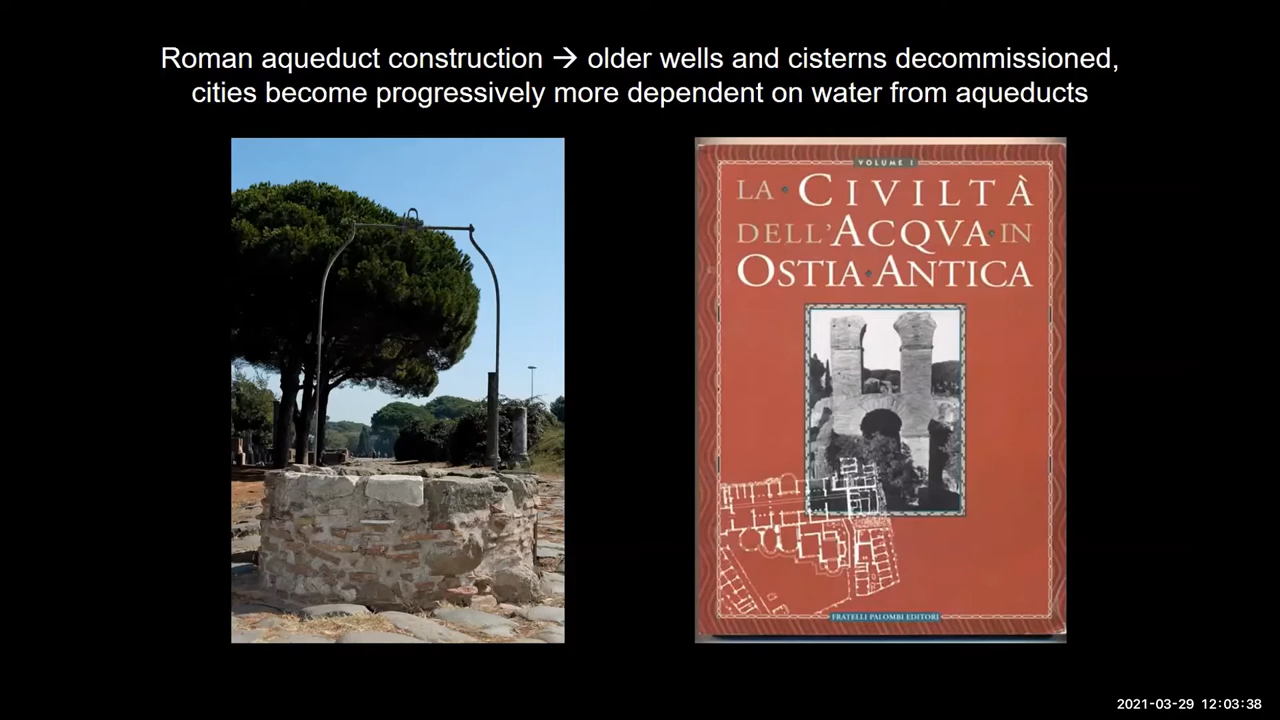 Roman aqueduct construction → older wells and cisterns decommissioned,
cities become progressively more dependent on water from aqueducts
VOLUME I
LA · CIVILTÀ
DELL'ACQVA · IN
OSTIA · ANTICA
FRATELLI PALOMBI EDITORI
2021-03-29 12:03:38